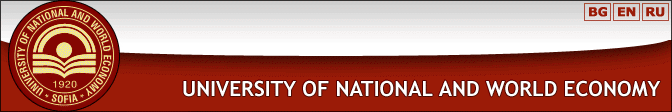 BG EN RU
UNIVERSITY OF NATIONAL AND WORLD ECONOMY
1920
· SOFIA ·
UNIVERSITY OF NATIONAL AND WORLD ECONOMY